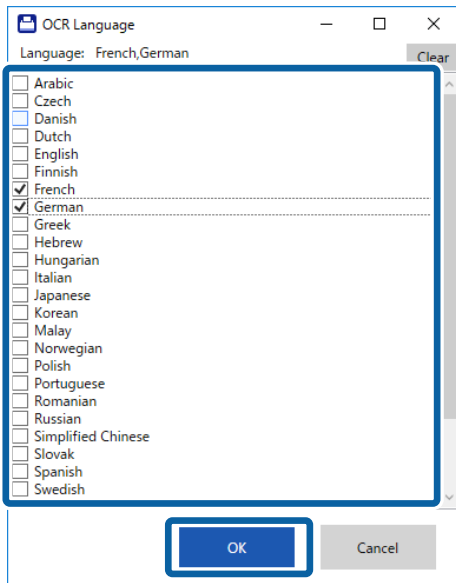 OCR Language
Language: French,German
Clear
Arabic
Czech
Danish
Dutch
English
Finnish
French
German
Greek
Hebrew
Hungarian
Italian
Japanese
Korean
Malay
Norwegian
Polish
Portuguese
Romanian
Russian
Simplified Chinese
Slovak
Spanish
Swedish
OK Cancel